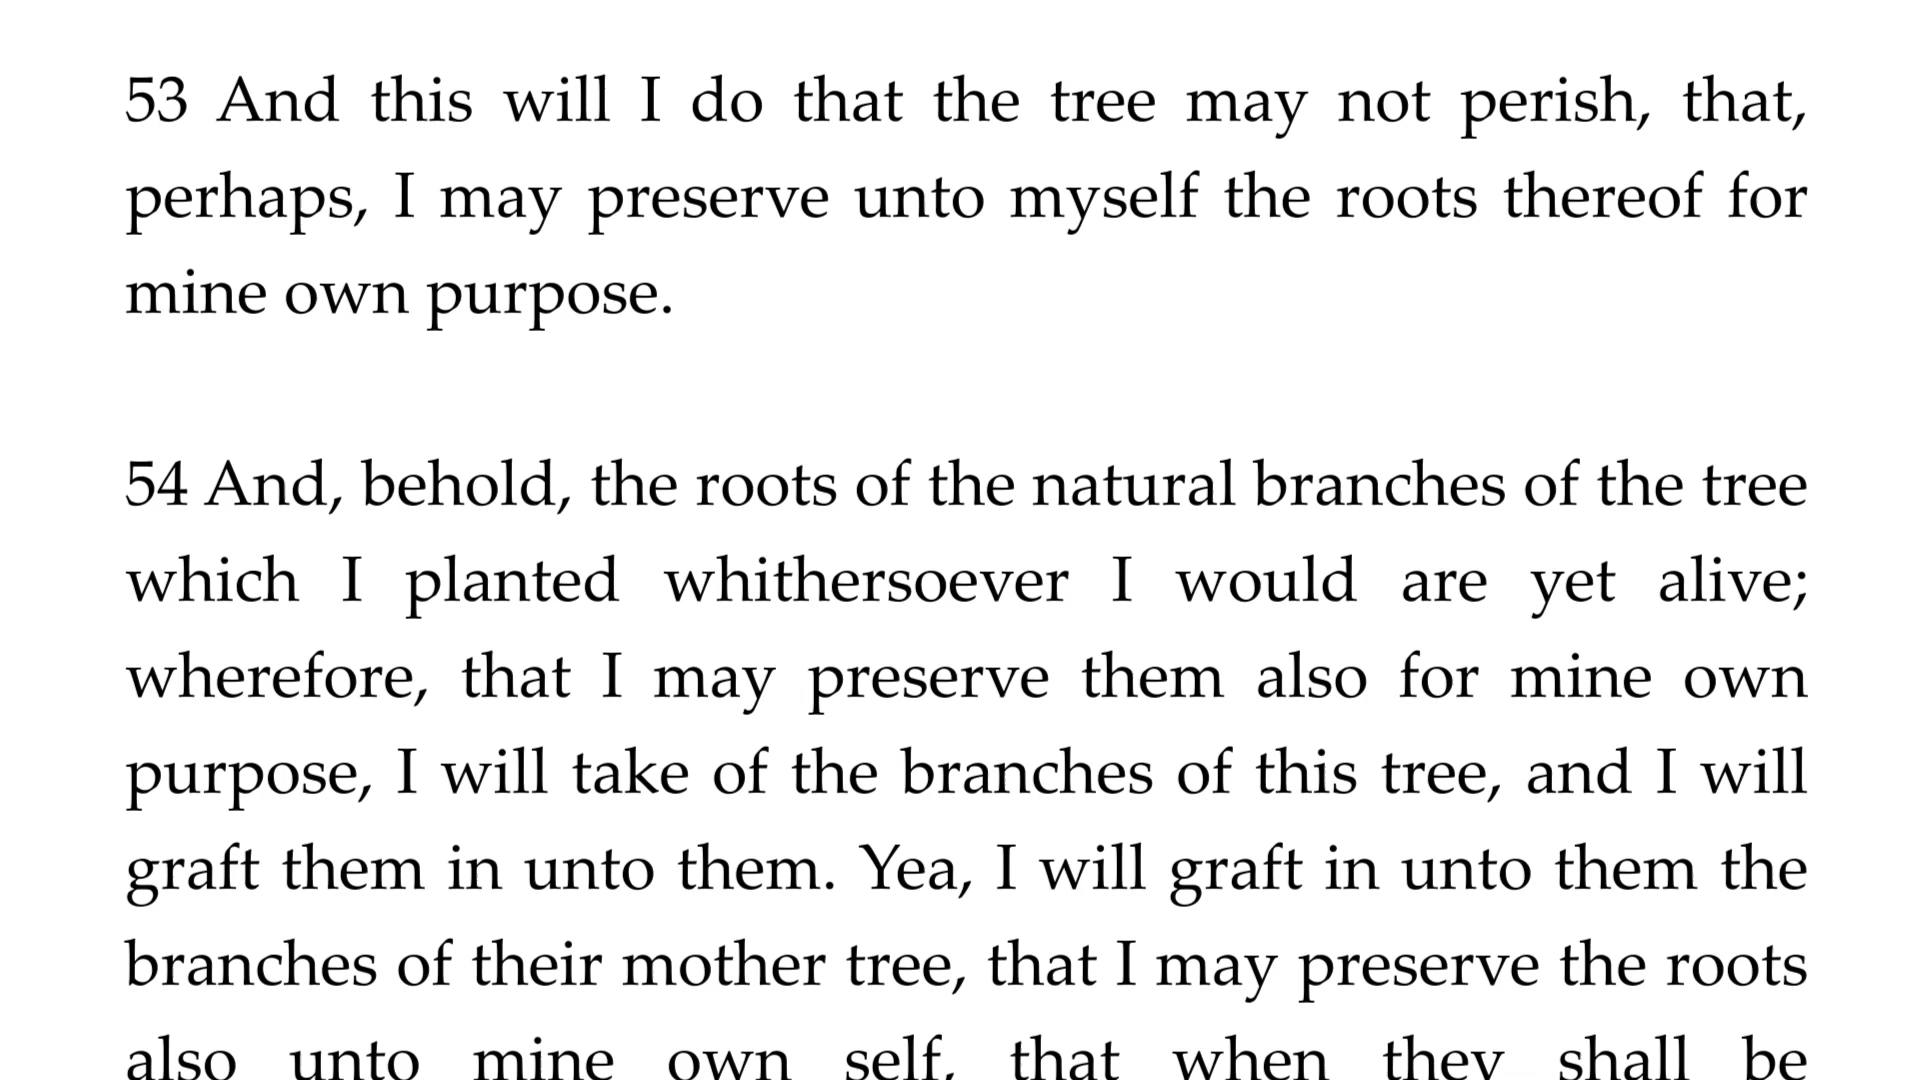 53 And this will I do that the tree may not perish, that,
perhaps, I may preserve unto myself the roots thereof for
mine own purpose.
54 And, behold, the roots of the natural branches of the tree
which I planted whithersoever I would are yet alive;
wherefore, that I may preserve them also for mine own
purpose, I will take of the branches of this tree, and I will
graft them in unto them. Yea, I will graft in unto them the
branches of their mother tree, that I may preserve the roots
also unto mine own self, that when they shall be